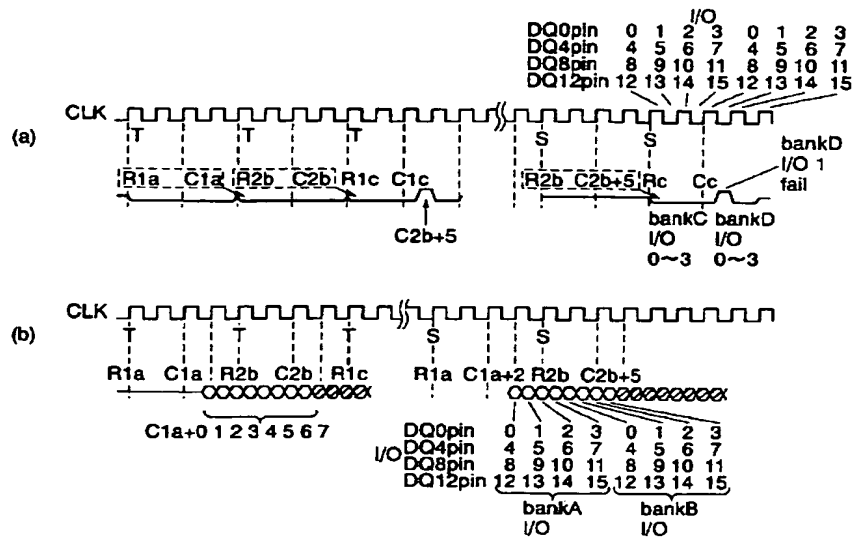 I/O
DQ0pin 0 1 2 3 0 1 2 3
DQ4pin 4 5 6 7 4 5 6 7
DQ8pin 8 9 10 11 8 9 10 11
DQ12pin 12 13 14 15 12 13 14 15
(a)
CLK
T T T S S
R1a C1a R2b C2b R1c C1c R2b C2b+5 Rc Cc
bankD
I/O 1
fail
C2b+5
bankC bankD
I/O I/O
0~3 0~3
(b)
CLK
T T T S S
R1a C1a R2b C2b R1c R1a C1a+2 R2b C2b+5
C1a+0 1 2 3 4 5 6 7
I/O
DQ0pin 0 1 2 3 0 1 2 3
DQ4pin 4 5 6 7 4 5 6 7
DQ8pin 8 9 10 11 8 9 10 11
DQ12pin 12 13 14 15 12 13 14 15
bankA bankB
I/O I/O